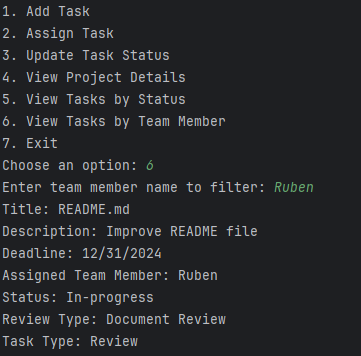 1. Add Task
2. Assign Task
3. Update Task Status
4. View Project Details
5. View Tasks by Status
6. View Tasks by Team Member
7. Exit
Choose an option: 6
Enter team member name to filter: Ruben
Title: README.md
Description: Improve README file
Deadline: 12/31/2024
Assigned Team Member: Ruben
Status: In-progress
Review Type: Document Review
Task Type: Review